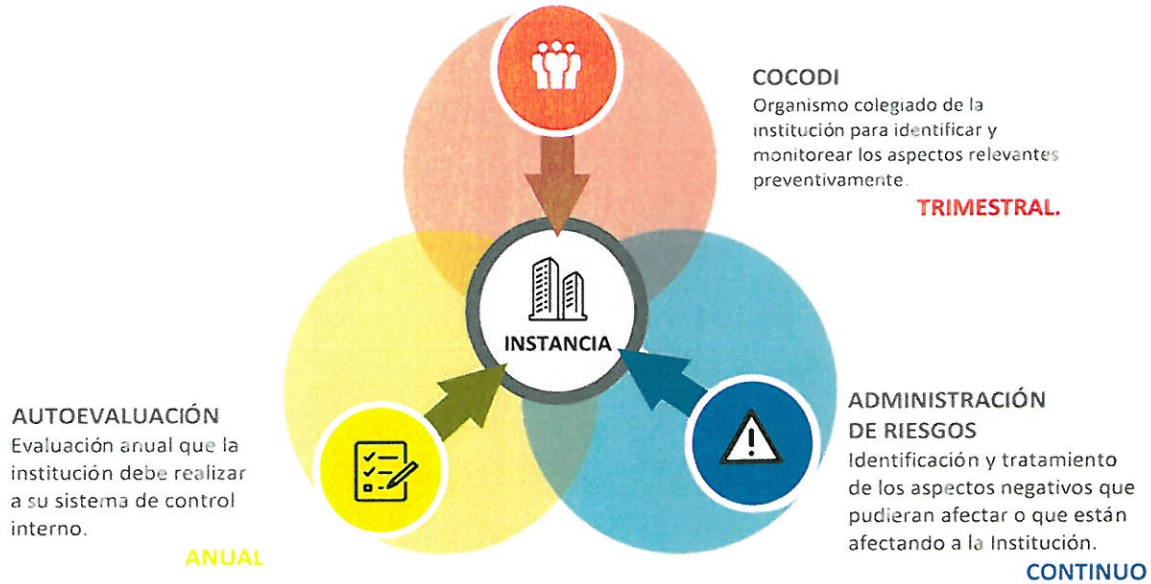 COCODI
Organismo colegiado de la
institución para identificar y
monitorear los aspectos relevantes
preventivamente.
TRIMESTRAL.
INSTANCIA
AUTOEVALUACIÓN
Evaluación anual que la
institución debe realizar
a su sistema de control
interno.
ANUAL
ADMINISTRACIÓN
DE RIESGOS
Identificación y tratamiento
de los aspectos negativos que
pudieran afectar o que están
afectando a la Institución.
CONTINUO